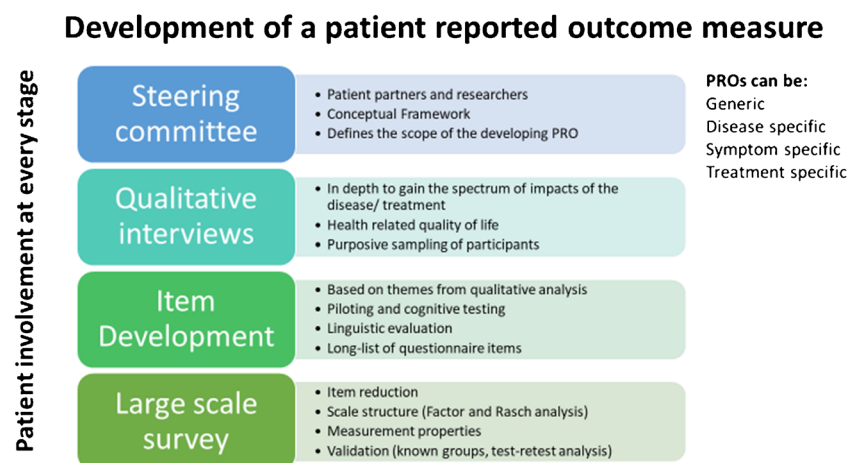 Development of a patient reported outcome measure
Patient involvement at every stage
Steering
committee
• Patient partners and researchers
• Conceptual Framework
• Defines the scope of the developing PRO
Qualitative
interviews
• In depth to gain the spectrum of impacts of the
disease/ treatment
• Health related quality of life
• Purposive sampling of participants
Item
Development
• Based on themes from qualitative analysis
• Piloting and cognitive testing
• Linguistic evaluation
• Long-list of questionnaire items
Large scale
survey
• Item reduction
• Scale structure (Factor and Rasch analysis)
• Measurement properties
• Validation (known groups, test-retest analysis)
PROs can be:
Generic
Disease specific
Symptom specific
Treatment specific